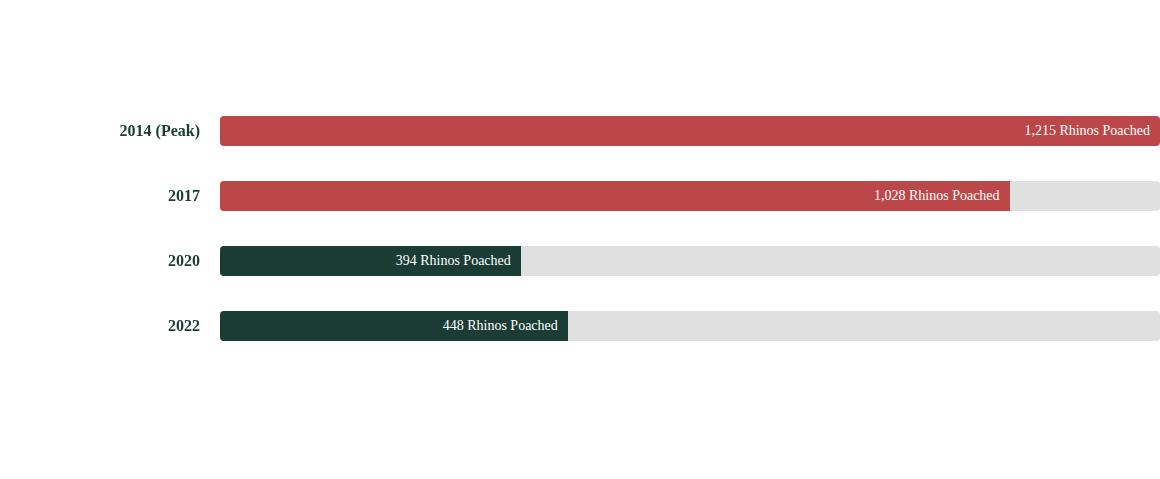 2014 (Peak) 1,215 Rhinos Poached
2017 1,028 Rhinos Poached
2020 394 Rhinos Poached
2022 448 Rhinos Poached